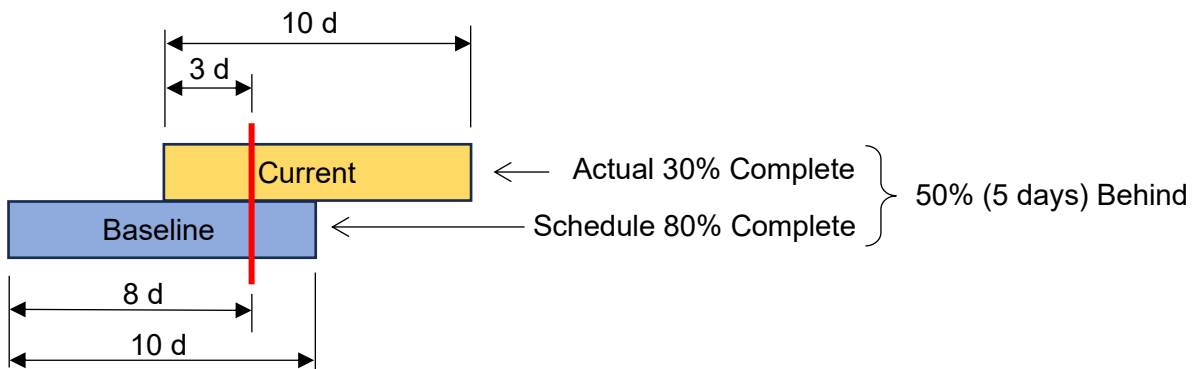 10 d
3 d
Current
Actual 30% Complete
50% (5 days) Behind
Baseline
Schedule 80% Complete
8 d
10 d